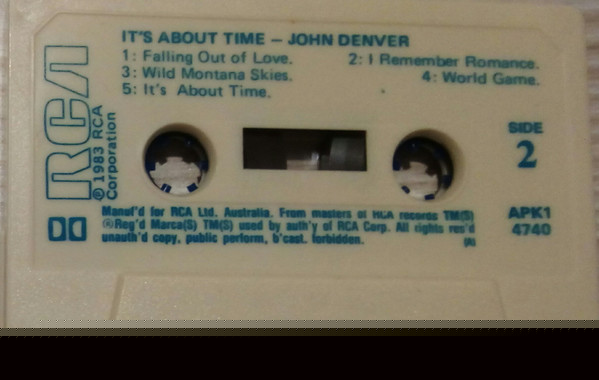 IT'S ABOUT TIME – JOHN DENVER
1: Falling Out of Love. 2: I Remember Romance.
3: Wild Montana Skies. 4: World Game.
5: It's About Time.
RCA
℗1983 RCA
Corporation
SIDE
2
Manuf'd for RCA Ltd. Australia. From masters of RCA records TM(S)
®Reg'd Marca(S) TM(S) used by auth'y of RCA Corp. All rights res'd
unauth'd copy, public perform, b'cast. forbidden.
APK1
4740